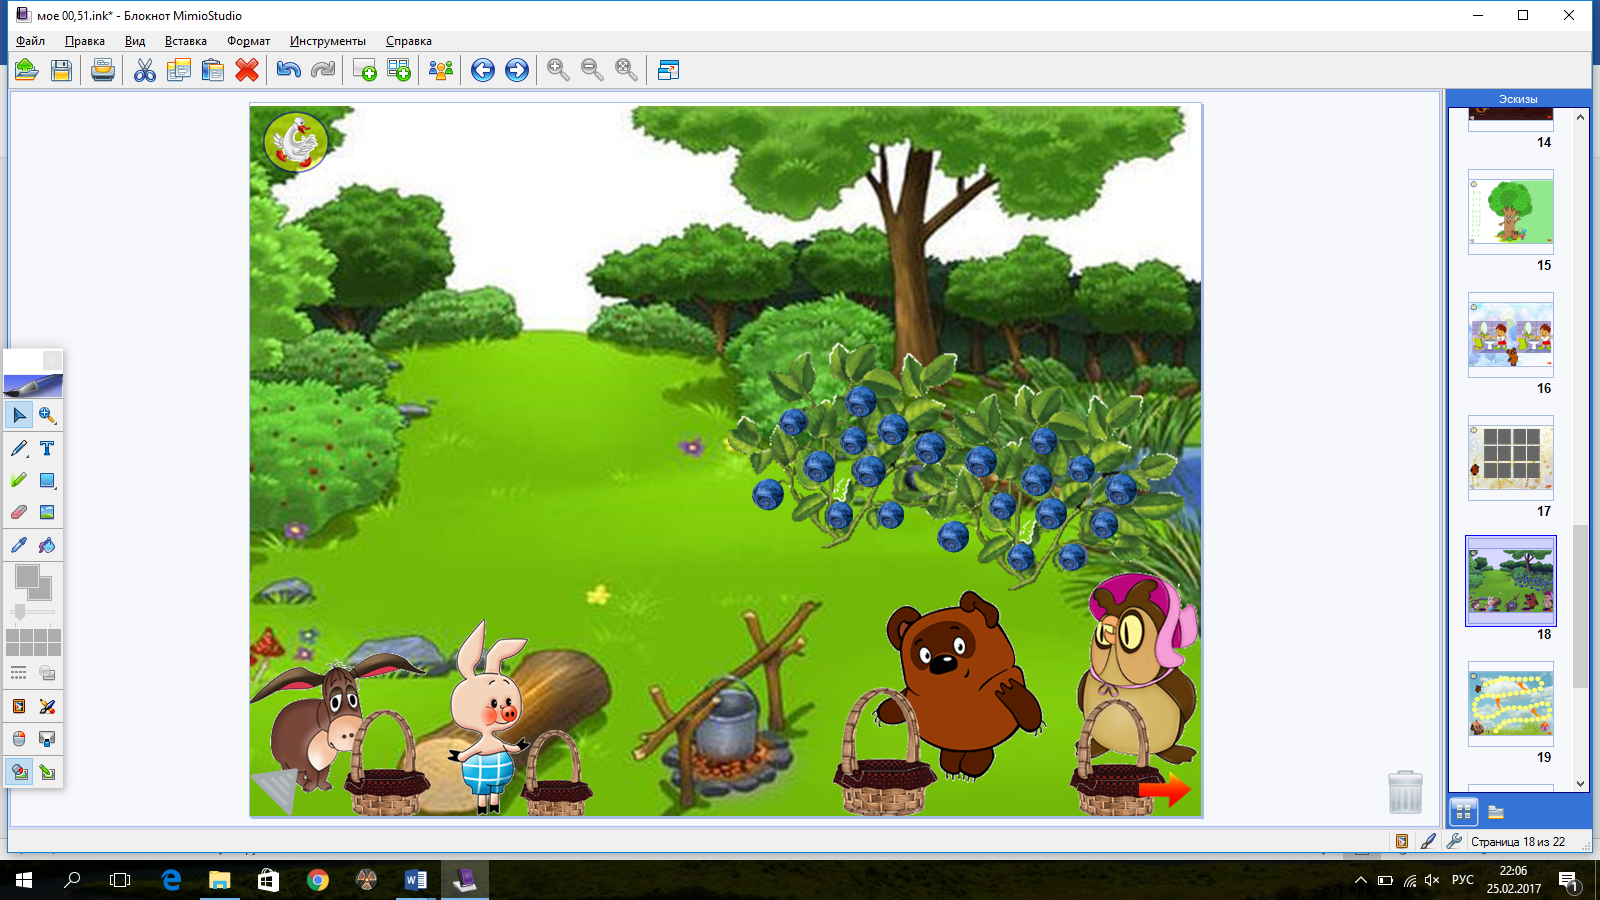 мое 00,51.ink* - Блокнот MimioStudio
Файл Правка Вид Вставка Формат Инструменты Справка
Эскизы
14
15
16
17
18
19
Страница 18 из 22
РУС
22:06
25.02.2017
1